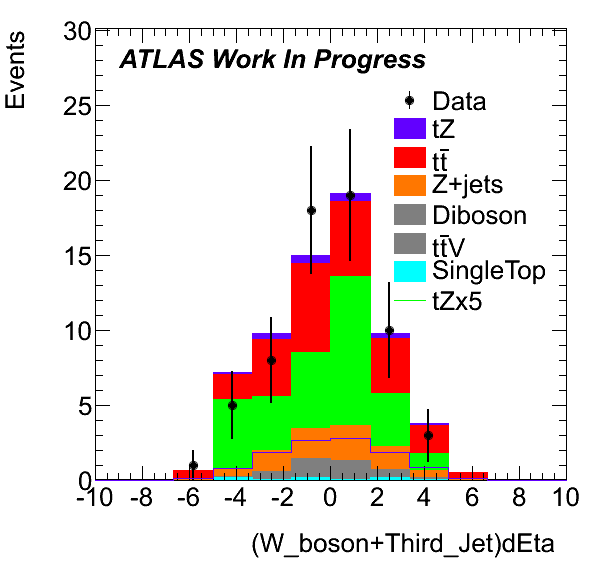 Events
30
25
20
15
10
5
0
ATLAS Work In Progress
Data
tZ
tt̄
Z+jets
Diboson
tt̄V
SingleTop
tZx5
-10 -8 -6 -4 -2 0 2 4 6 8 10
(W_boson+Third_Jet)dEta